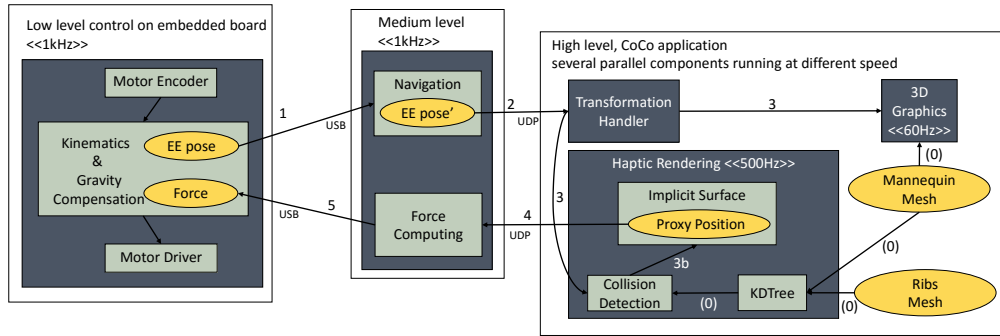 Low level control on embedded board
<<1kHz>>
Motor Encoder
Kinematics
&
Gravity
Compensation
EE pose
Force
Motor Driver
1
USB
5
USB
Medium level
<<1kHz>>
Navigation
EE pose’
Force
Computing
2
UDP
4
UDP
High level, CoCo application
several parallel components running at different speed
Transformation
Handler
3
3D
Graphics
<<60Hz>>
(0)
Mannequin
Mesh
Haptic Rendering <<500Hz>>
Implicit Surface
Proxy Position
3
3b
(0)
Collision
Detection
(0)
KDTree
(0)
Ribs
Mesh